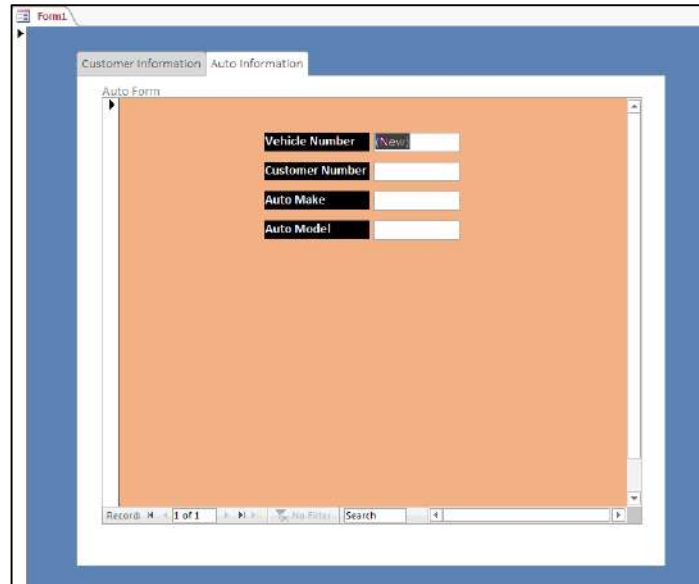 Form1
Customer Information Auto Information
Auto Form
Vehicle Number (New)
Customer Number
Auto Make
Auto Model
Record: 1 of 1 No Filter Search